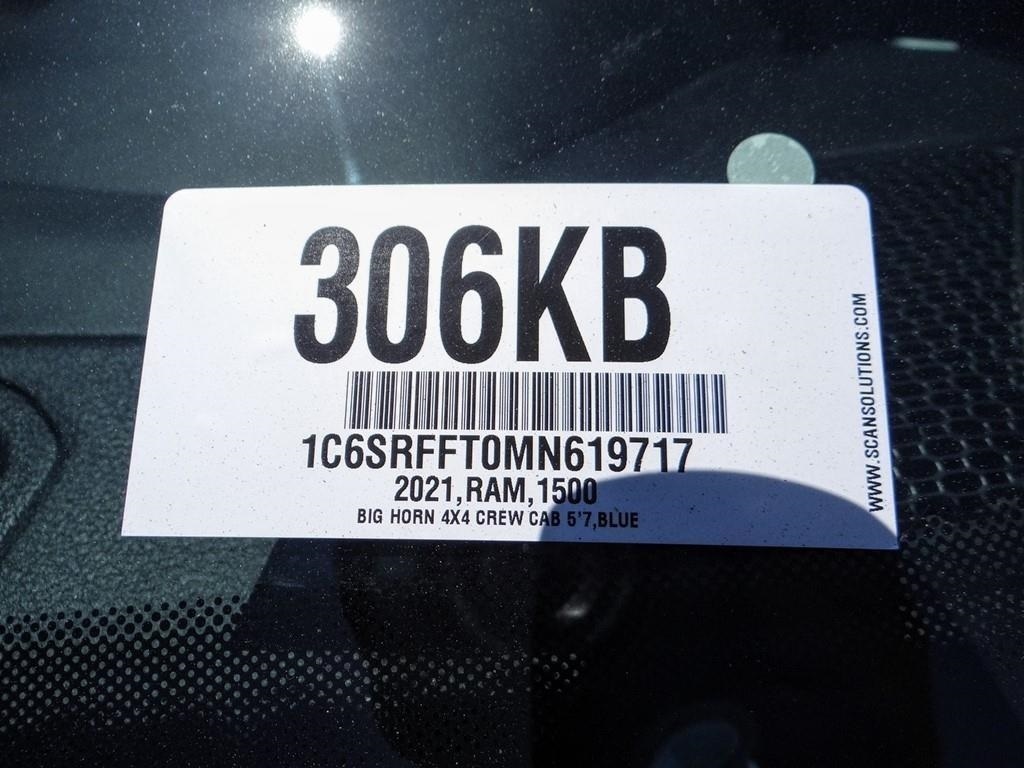 306KB
1C6SRFFT0MN619717
2021,RAM,1500
BIG HORN 4X4 CREW CAB 5'7,BLUE
WWW.SCANSOLUTIONS.COM